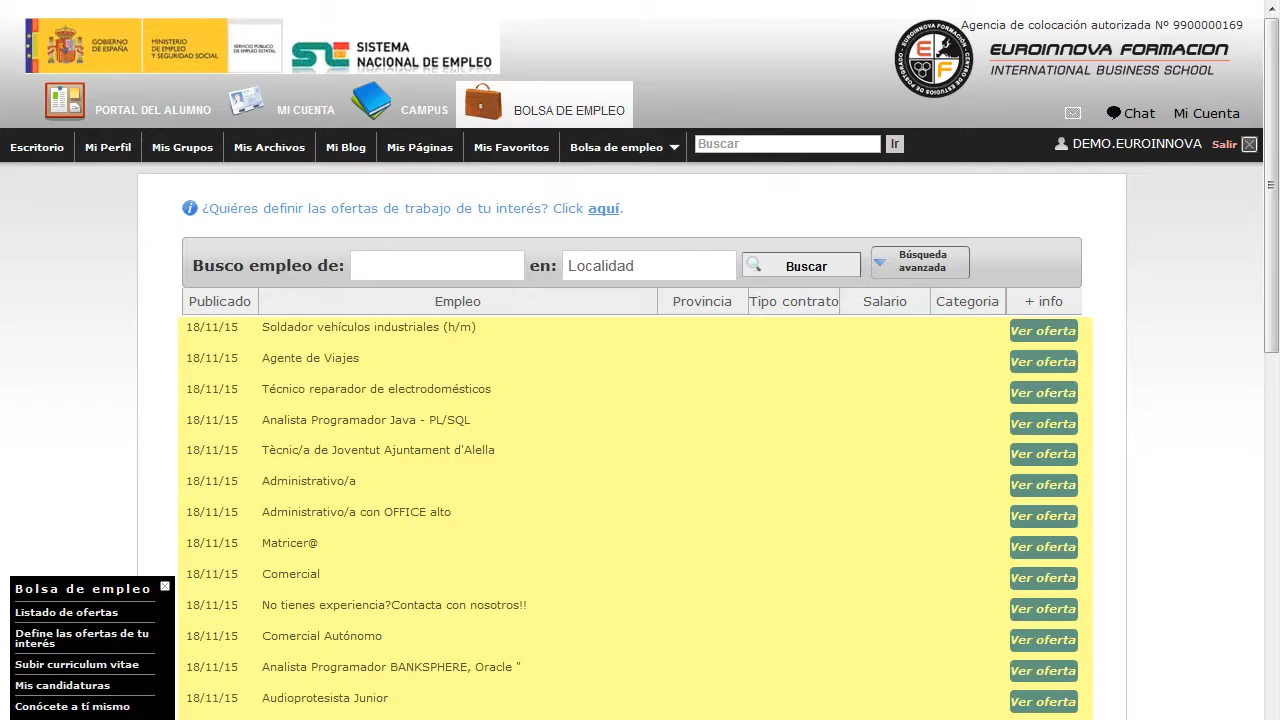 Agencia de colocación autorizada Nº 9900000169
GOBIERNO
DE ESPAÑA
MINISTERIO
DE EMPLEO
Y SEGURIDAD SOCIAL
SERVICIO PÚBLICO
DE EMPLEO ESTATAL
SISTEMA
NACIONAL DE EMPLEO
EUROINNOVA FORMACION
INTERNATIONAL BUSINESS SCHOOL
EUROINNOVA FORMACIÓN
CENTRO DE ESTUDIOS DE POSTGRADO
E
F
PORTAL DEL ALUMNO
MI CUENTA
CAMPUS
BOLSA DE EMPLEO
Chat
Mi Cuenta
Escritorio
Mi Perfil
Mis Grupos
Mis Archivos
Mi Blog
Mis Páginas
Mis Favoritos
Bolsa de empleo
Buscar
Ir
DEMO.EUROINNOVA
Salir
¿Quiéres definir las ofertas de trabajo de tu interés? Click aquí.
Busco empleo de:
en:
Localidad
Buscar
Búsqueda
avanzada
Publicado Empleo Provincia Tipo contrato Salario Categoria + info
18/11/15 Soldador vehículos industriales (h/m) Ver oferta
18/11/15 Agente de Viajes Ver oferta
18/11/15 Técnico reparador de electrodomésticos Ver oferta
18/11/15 Analista Programador Java - PL/SQL Ver oferta
18/11/15 Tècnic/a de Joventut Ajuntament d'Alella Ver oferta
18/11/15 Administrativo/a Ver oferta
18/11/15 Administrativo/a con OFFICE alto Ver oferta
18/11/15 Matricer@ Ver oferta
18/11/15 Comercial Ver oferta
18/11/15 No tienes experiencia?Contacta con nosotros!! Ver oferta
18/11/15 Comercial Autónomo Ver oferta
18/11/15 Analista Programador BANKSPHERE, Oracle " Ver oferta
18/11/15 Audioprotesista Junior Ver oferta
Bolsa de empleo
Listado de ofertas
Define las ofertas de tu
interés
Subir curriculum vitae
Mis candidaturas
Conócete a tí mismo